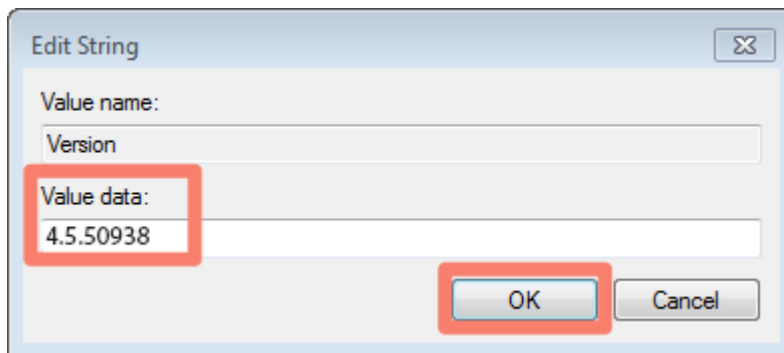 Edit String
Value name:
Version
Value data:
4.5.50938
OK Cancel